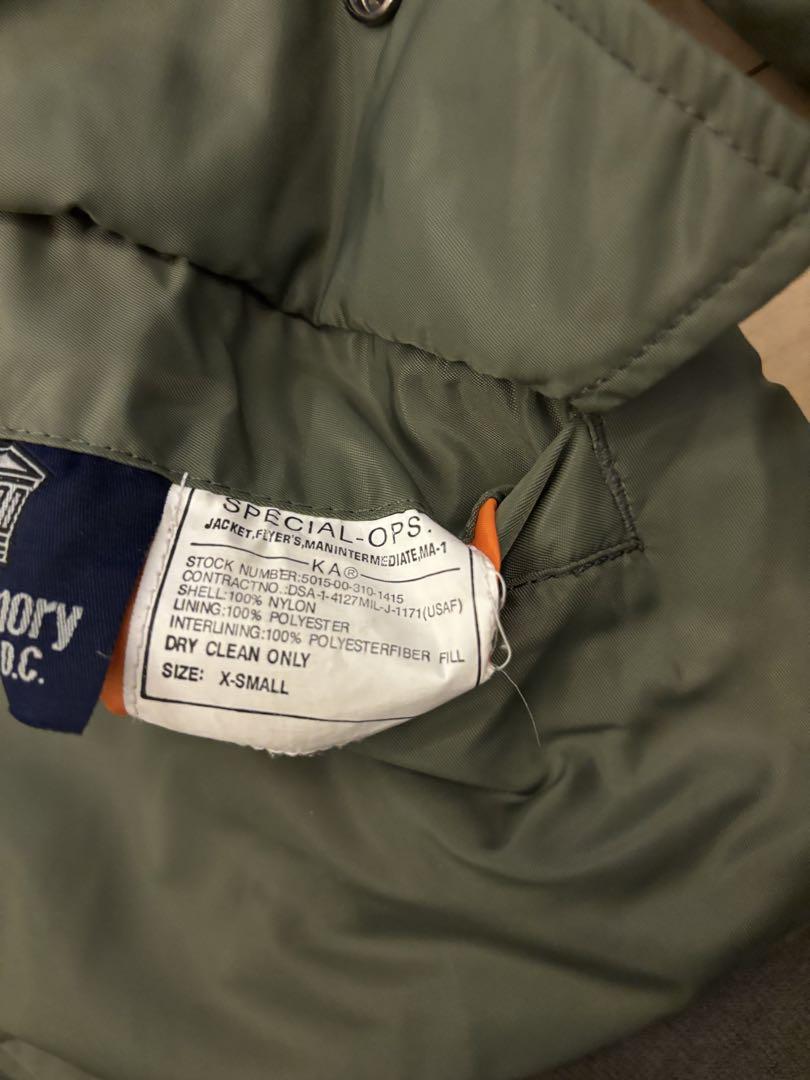 mory
D.C.
SPECIAL-OPS.
JACKET,FLYER'S,MANINTERMEDIATE,MA-1
KA®
STOCK NUMBER:5015-00-310-1415
CONTRACTNO.:DSA-1-4127MIL-J-1171(USAF)
SHELL:100% NYLON
LINING:100% POLYESTER
INTERLINING:100% POLYESTERFIBER FILL
DRY CLEAN ONLY
SIZE: X-SMALL